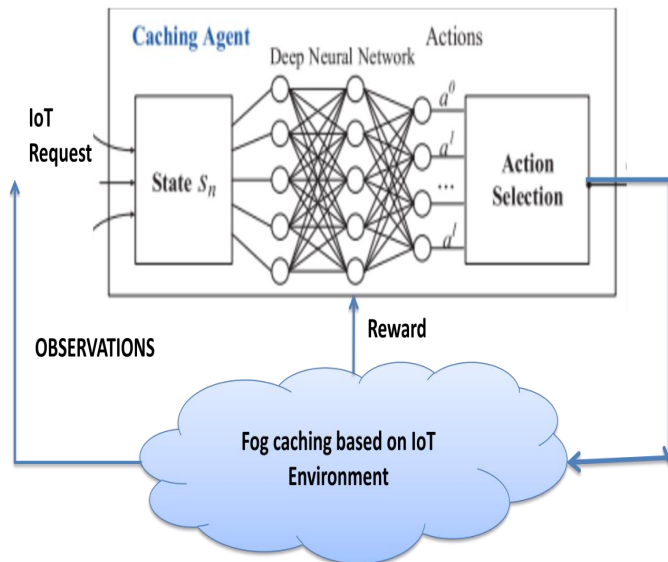 Caching Agent
Actions
Deep Neural Network
IoT
Request
State Sₙ
a⁰
a¹
...
aˡ
Action
Selection
Reward
OBSERVATIONS
Fog caching based on IoT
Environment